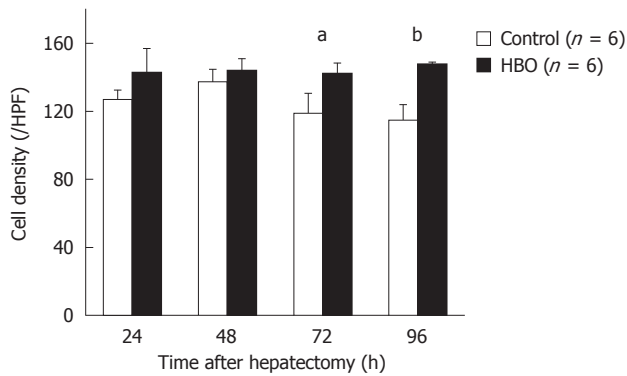 160
120
80
40
0
Cell density (/HPF)
a
b
Control (n = 6)
HBO (n = 6)
24
48
72
96
Time after hepatectomy (h)